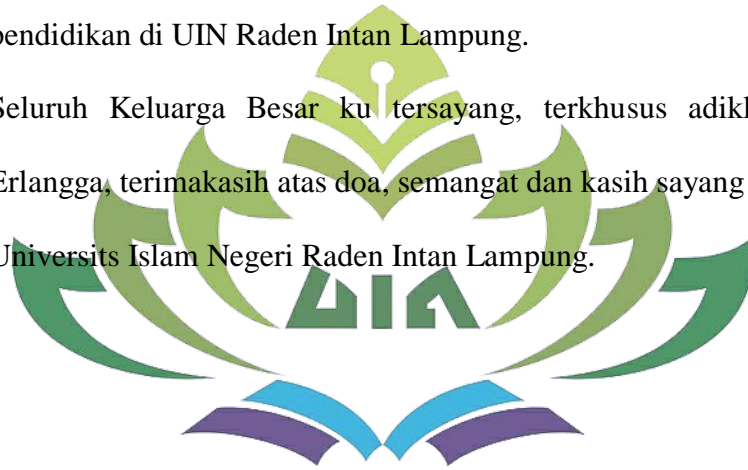 pendidikan di UIN Raden Intan Lampung.
Seluruh Keluarga Besar ku tersayang, terkhusus
Erlangga, terimakasih atas doa, semangat dan kasih sayang
Universits Islam Negeri Raden Intan Lampung.
UIN